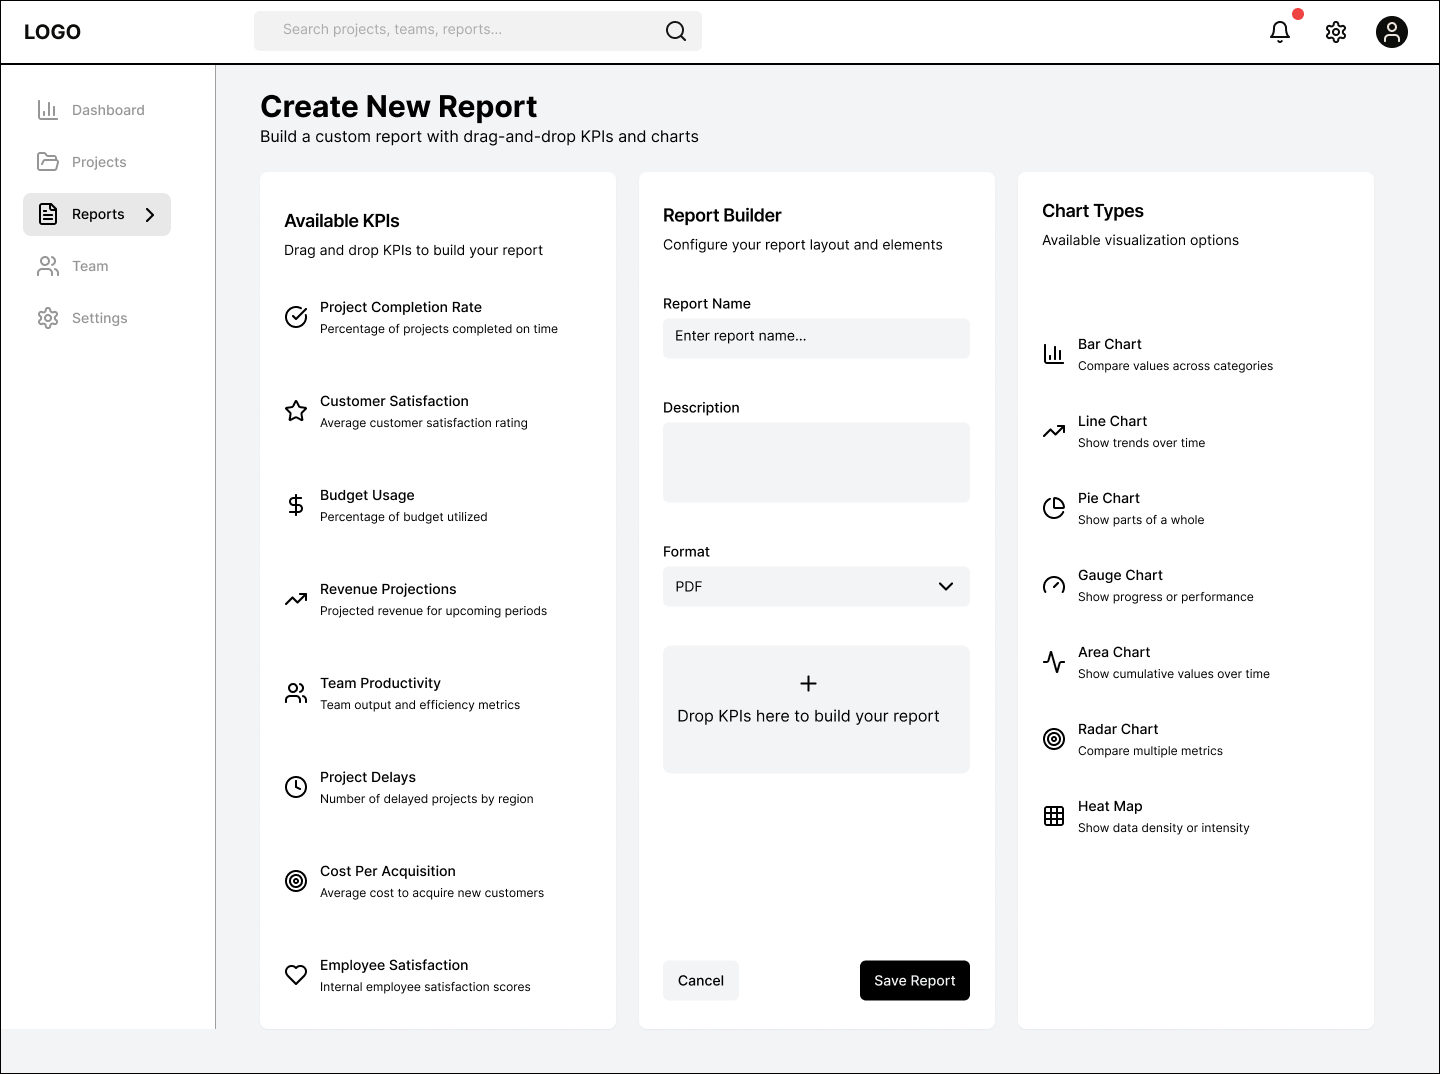 LOGO
Search projects, teams, reports...
Dashboard
Projects
Reports
Team
Settings
Create New Report
Build a custom report with drag-and-drop KPIs and charts
Available KPIs
Drag and drop KPIs to build your report
Project Completion Rate
Percentage of projects completed on time
Customer Satisfaction
Average customer satisfaction rating
Budget Usage
Percentage of budget utilized
Revenue Projections
Projected revenue for upcoming periods
Team Productivity
Team output and efficiency metrics
Project Delays
Number of delayed projects by region
Cost Per Acquisition
Average cost to acquire new customers
Employee Satisfaction
Internal employee satisfaction scores
Report Builder
Configure your report layout and elements
Report Name
Enter report name...
Description
Format
PDF
Drop KPIs here to build your report
Cancel
Save Report
Chart Types
Available visualization options
Bar Chart
Compare values across categories
Line Chart
Show trends over time
Pie Chart
Show parts of a whole
Gauge Chart
Show progress or performance
Area Chart
Show cumulative values over time
Radar Chart
Compare multiple metrics
Heat Map
Show data density or intensity